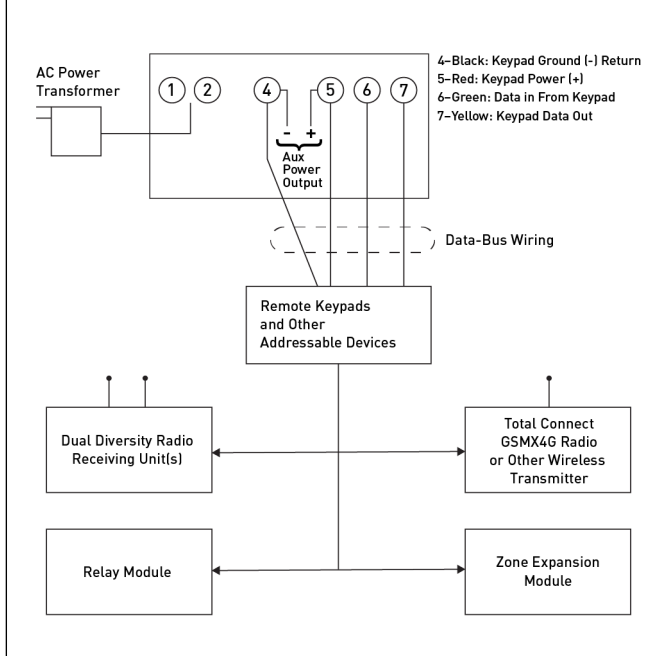 4–Black: Keypad Ground (-) Return
5–Red: Keypad Power (+)
6–Green: Data in From Keypad
7–Yellow: Keypad Data Out
AC Power
Transformer
1 2 4 5 6 7
- +
Aux
Power
Output
Data-Bus Wiring
Remote Keypads
and Other
Addressable Devices
Dual Diversity Radio
Receiving Unit(s)
Total Connect
GSMX4G Radio
or Other Wireless
Transmitter
Relay Module
Zone Expansion
Module